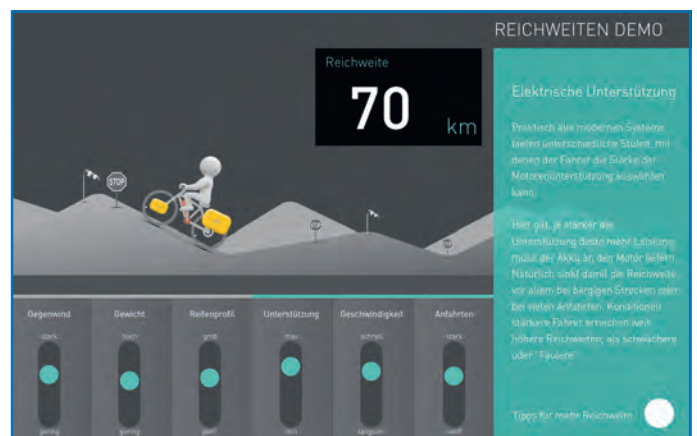 REICHWEITEN DEMO
Reichweite
70
km
STOP
STOP
STOP
Elektrische Unterstützung
Praktisch alle modernen Systeme
bieten unterschiedliche Stufen, mit
denen der Fahrer die Stärke der
Motorenunterstützung auswählen
kann.
Hier gilt, je stärker die
Unterstützung desto mehr Leistung
muss der Akku an den Motor liefern.
Natürlich sinkt damit die Reichweite,
vor allem bei bergigen Strecken oder
bei vielen Anfahrten. Konditionell
stärkere Fahrer erreichen weit
höhere Reichweiten, als schwächere
oder "Faulere"
Tipps für mehr Reichweite
Gegenwind
Gewicht
Reifenprofil
Unterstützung
Geschwindigkeit
Anfahrten
stark
hoch
grob
max
schnell
stark
gering
gering
glatt
min
langsam
sanft